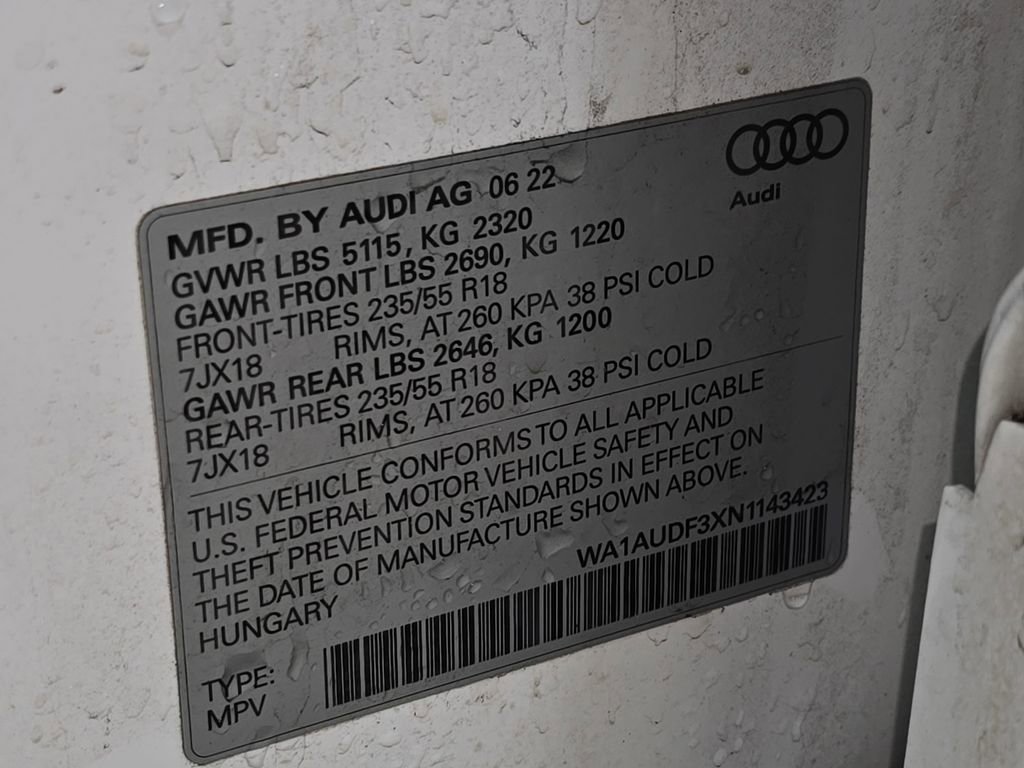 Audi
MFD. BY AUDI AG 06 22
GVWR LBS 5115, KG 2320
GAWR FRONT LBS 2690, KG 1220
FRONT-TIRES 235/55 R18
7JX18 RIMS, AT 260 KPA 38 PSI COLD
GAWR REAR LBS 2646, KG 1200
REAR-TIRES 235/55 R18
7JX18 RIMS, AT 260 KPA 38 PSI COLD
THIS VEHICLE CONFORMS TO ALL APPLICABLE
U.S. FEDERAL MOTOR VEHICLE SAFETY AND
THEFT PREVENTION STANDARDS IN EFFECT ON
THE DATE OF MANUFACTURE SHOWN ABOVE.
HUNGARY
WA1AUDF3XN1143423
TYPE:
MPV